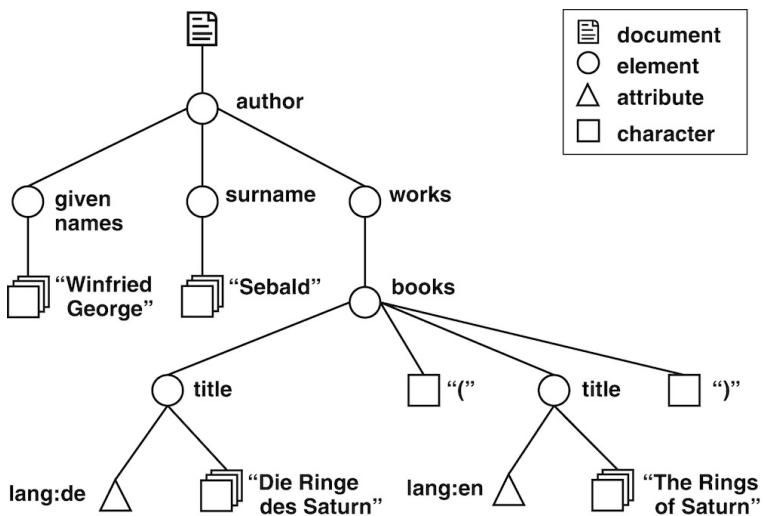 document
element
attribute
character
author
given
names
surname
works
“Winfried
George”
“Sebald”
books
title
“(”
title
“)”
lang:de
“Die Ringe
des Saturn”
lang:en
“The Rings
of Saturn”